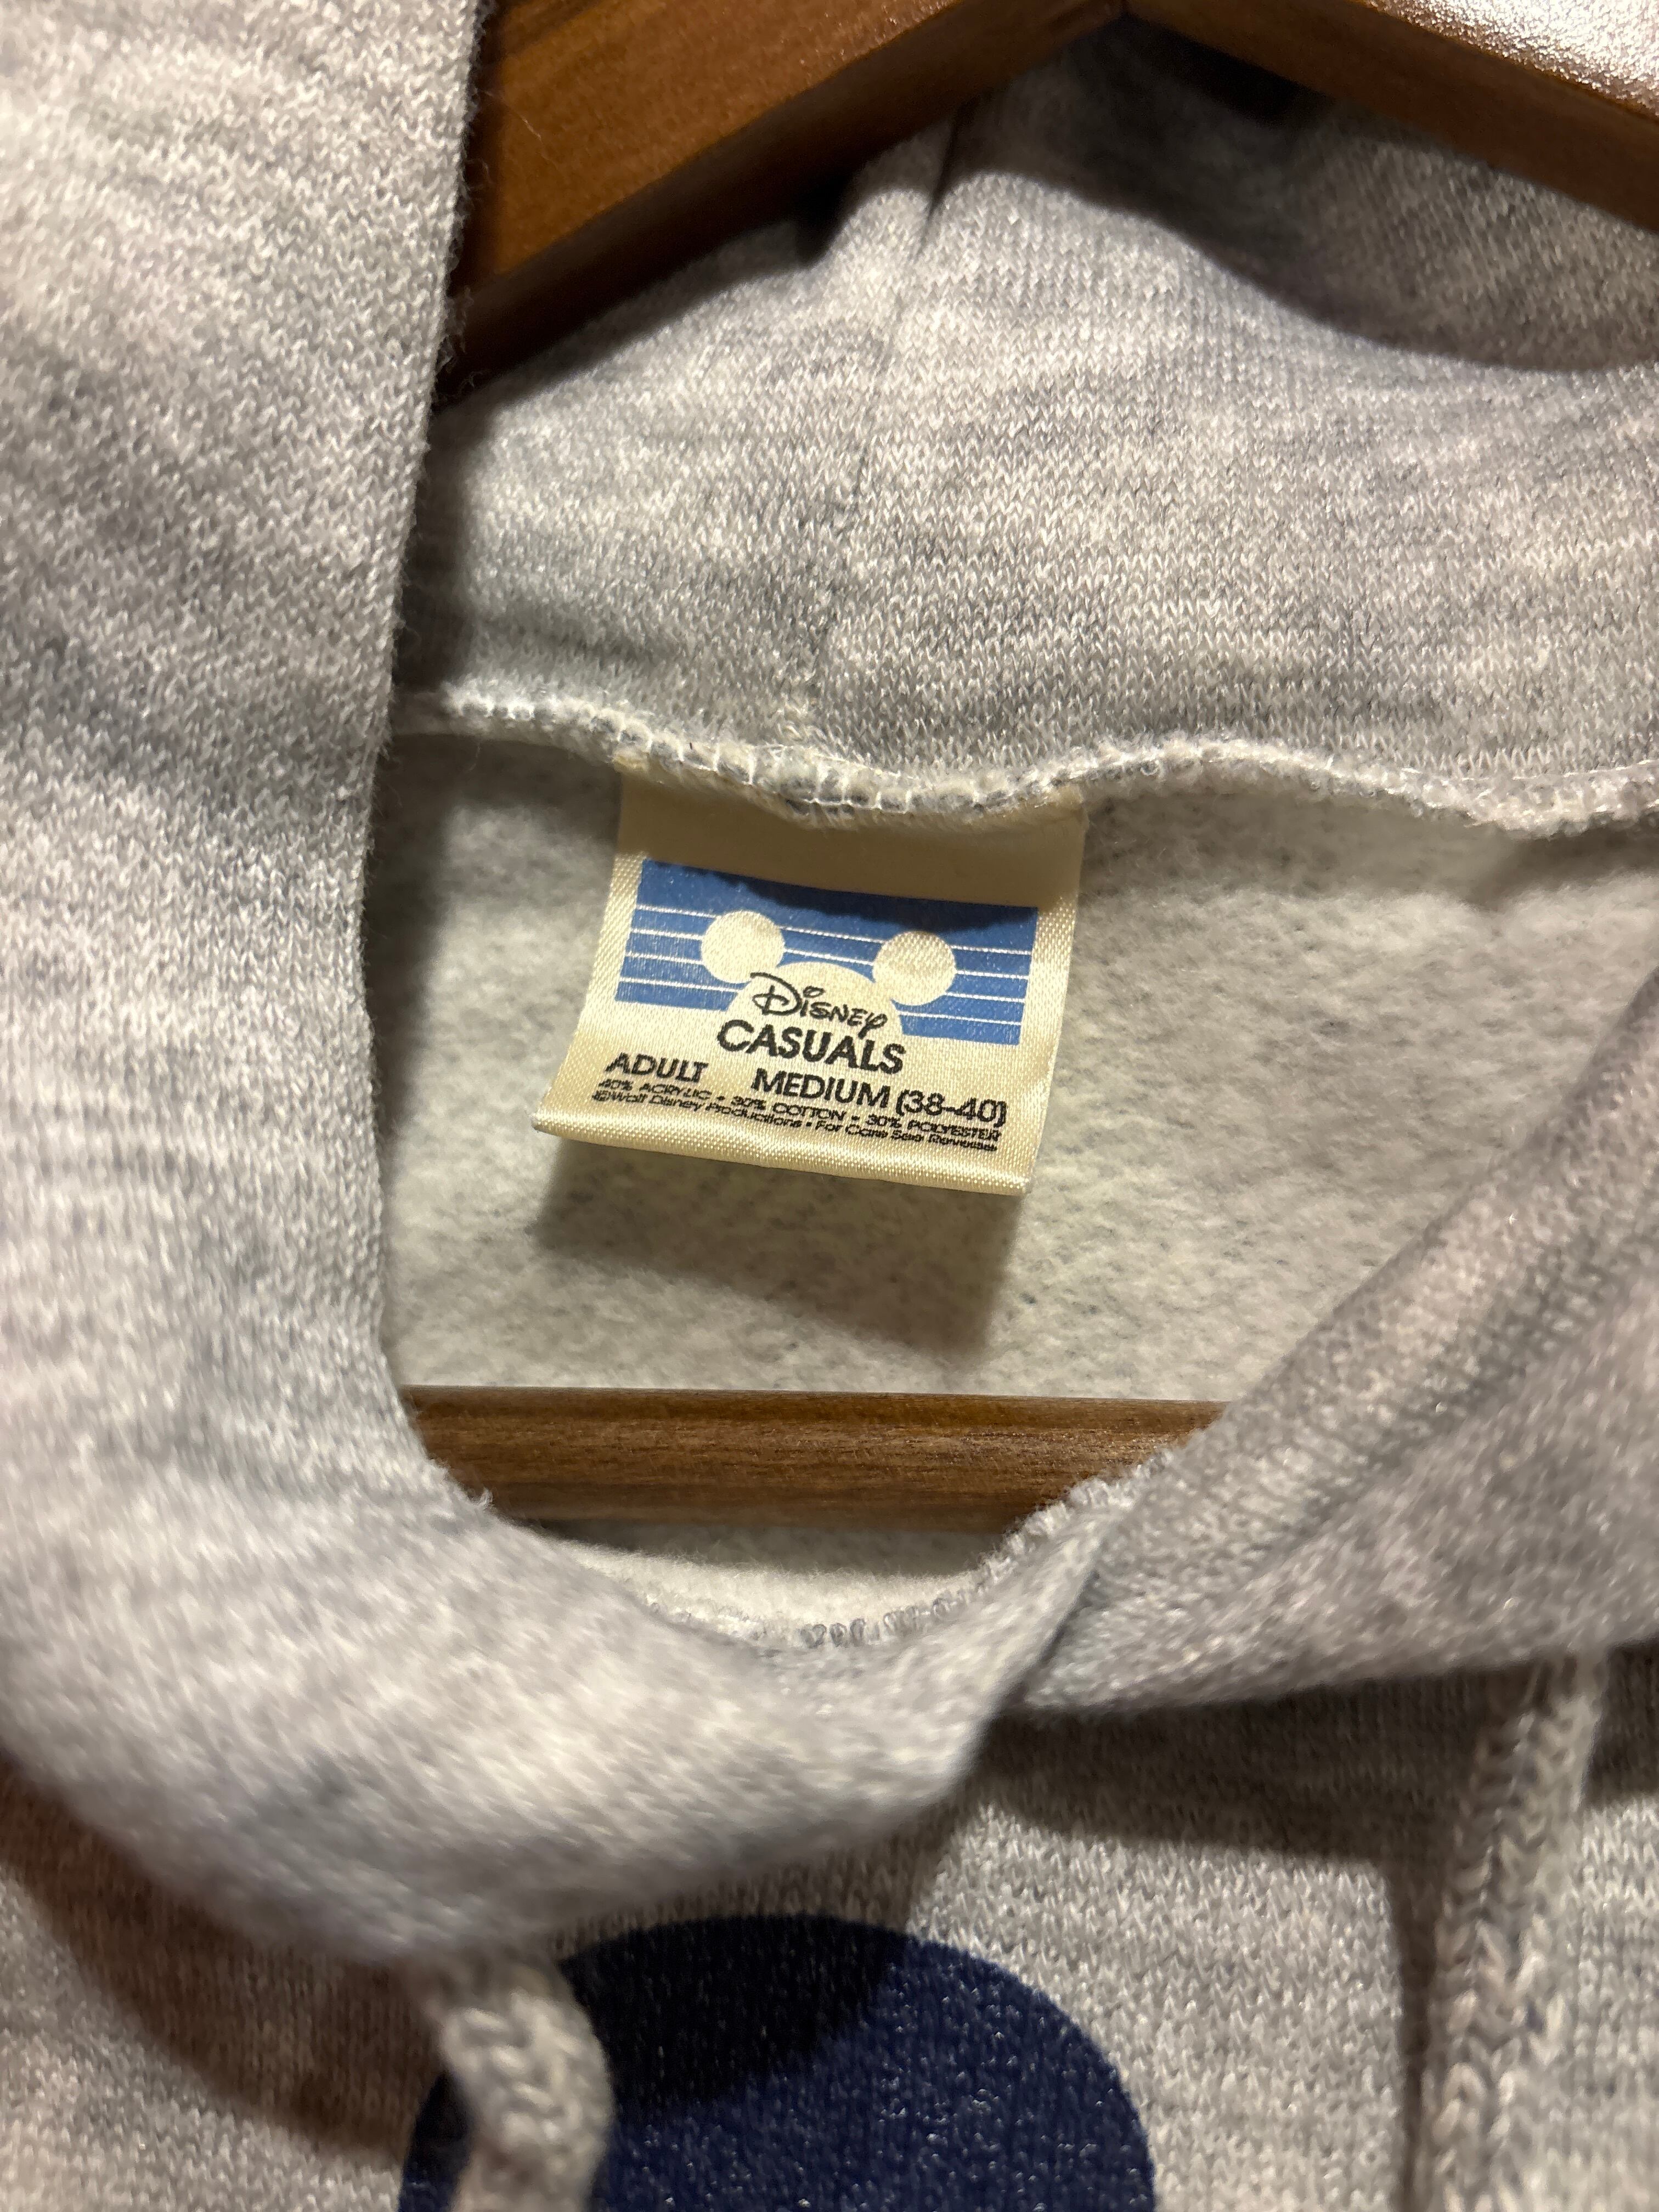 Disney
CASUALS
ADULT MEDIUM (38-40)
40% ACRYLIC • 30% COTTON • 30% POLYESTER
©Walt Disney Productions • For Care See Reverse